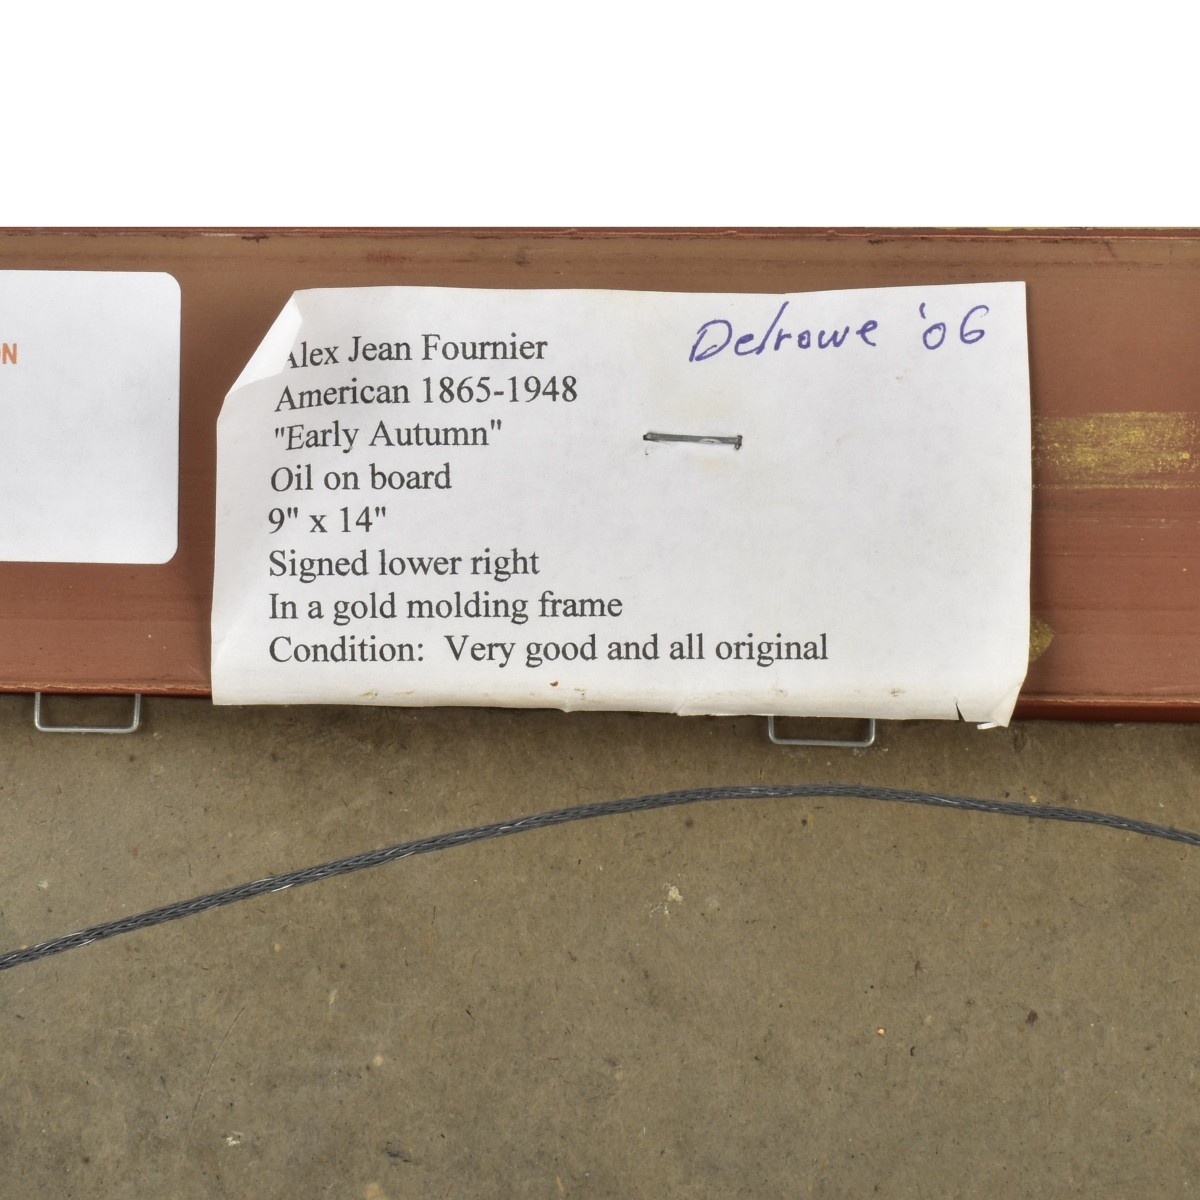 ON
Delrowe '06
Alex Jean Fournier
American 1865-1948
"Early Autumn"
Oil on board
9" x 14"
Signed lower right
In a gold molding frame
Condition: Very good and all original